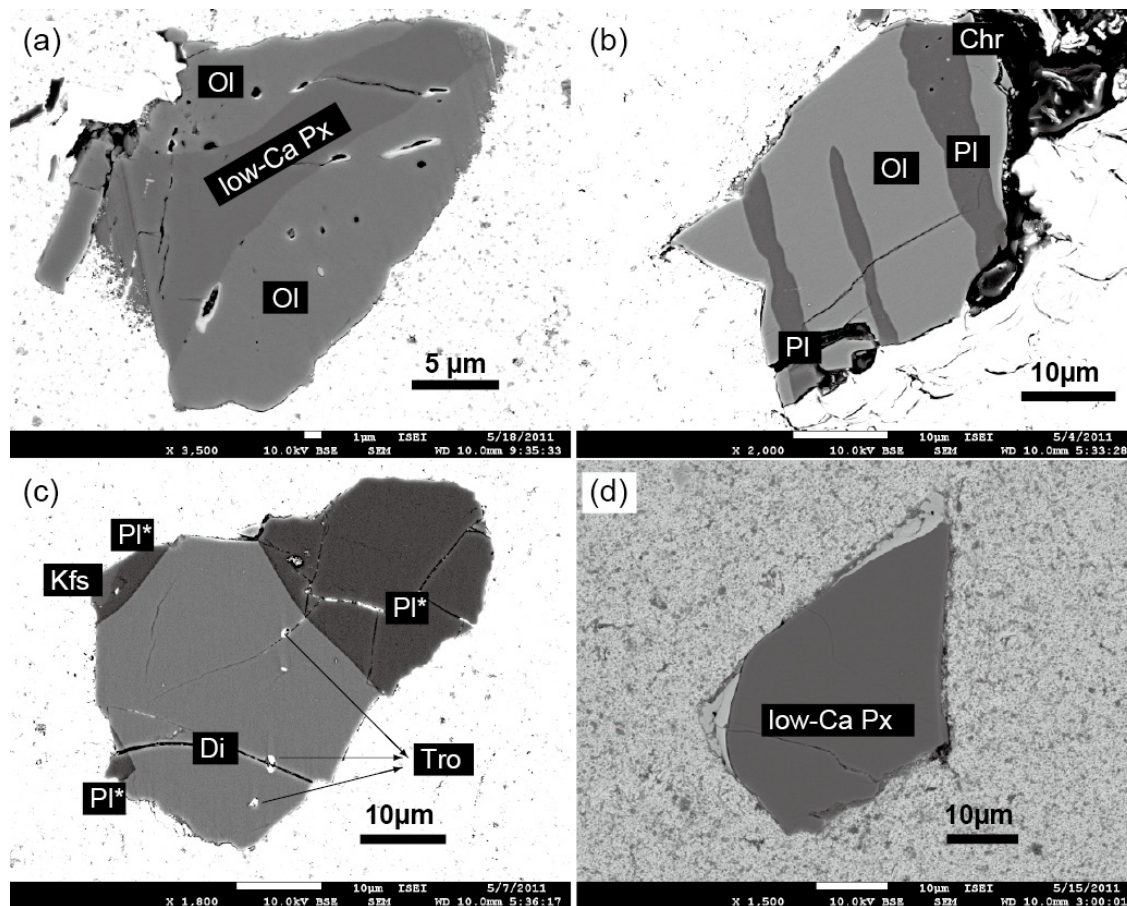 (a)
Ol
low-Ca Px
Ol
5 μm
1μm ISEI 5/18/2011
X 3,500 10.0kV BSE SEM WD 10.0mm 9:35:33
(b)
Chr
Pl
Ol
Pl
10μm
10μm ISEI 5/4/2011
X 2,000 10.0kV BSE SEM WD 10.0mm 5:33:28
(c)
Pl*
Kfs
Pl*
Di
Tro
Pl*
10μm
10μm ISEI 5/7/2011
X 1,800 10.0kV BSE SEM WD 10.0mm 5:36:17
(d)
low-Ca Px
10μm
10μm ISEI 5/15/2011
X 1,500 10.0kV BSE SEM WD 10.0mm 3:00:01